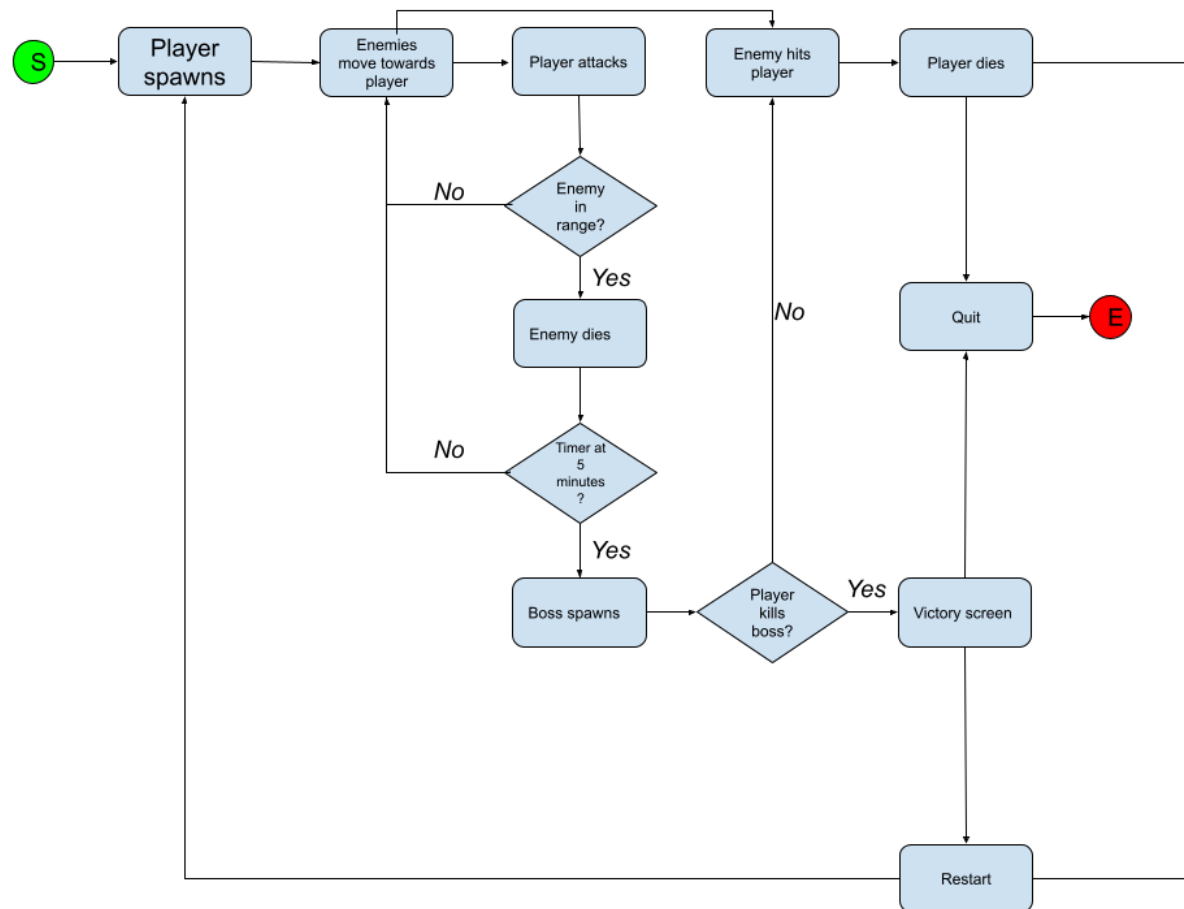 S
Player
spawns
Enemies
move towards
player
Player attacks
Enemy hits
player
Player dies
No
Enemy
in
range?
Yes
Enemy dies
No
Quit
E
No
Timer at
5
minutes
?
Yes
Boss spawns
Player
kills
boss?
Yes
Victory screen
Restart